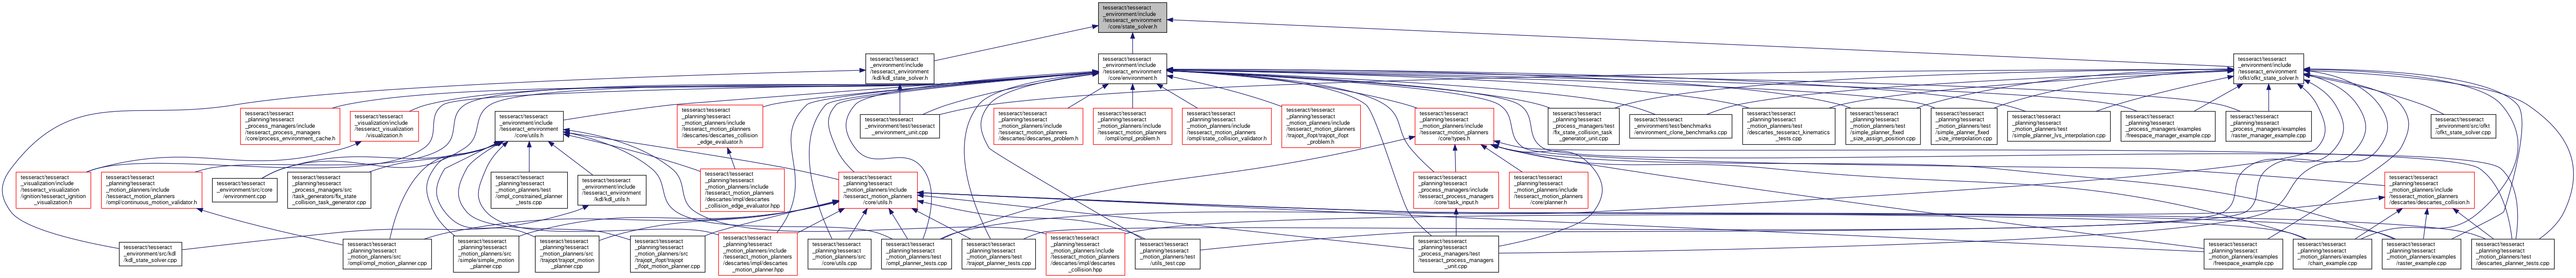 tesseract/tesseract
_environment/include
/tesseract_environment
/core/state_solver.h
tesseract/tesseract
_environment/include
/tesseract_environment
/kdl/kdl_state_solver.h
tesseract/tesseract
_environment/include
/tesseract_environment
/core/environment.h
tesseract/tesseract
_environment/include
/tesseract_environment
/ofkt/ofkt_state_solver.h
tesseract/tesseract
_planning/tesseract
_process_managers/include
/tesseract_process_managers
/core/process_environment_cache.h
tesseract/tesseract
_visualization/include
/tesseract_visualization
/visualization.h
tesseract/tesseract
_environment/include
/tesseract_environment
/core/utils.h
tesseract/tesseract
_planning/tesseract
_motion_planners/include
/tesseract_motion_planners
/descartes/descartes_collision
_edge_evaluator.h
tesseract/tesseract
_environment/test/tesseract
_environment_unit.cpp
tesseract/tesseract
_planning/tesseract
_motion_planners/include
/tesseract_motion_planners
/descartes/descartes_problem.h
tesseract/tesseract
_planning/tesseract
_motion_planners/include
/tesseract_motion_planners
/ompl/ompl_problem.h
tesseract/tesseract
_planning/tesseract
_motion_planners/include
/tesseract_motion_planners
/ompl/state_collision_validator.h
tesseract/tesseract
_planning/tesseract
_motion_planners/include
/tesseract_motion_planners
/trajopt_ifopt/trajopt_ifopt
_problem.h
tesseract/tesseract
_planning/tesseract
_motion_planners/include
/tesseract_motion_planners
/core/types.h
tesseract/tesseract
_planning/tesseract
_process_managers/test
/fix_state_collision_task
_generator_unit.cpp
tesseract/tesseract
_environment/test/benchmarks
/environment_clone_benchmarks.cpp
tesseract/tesseract
_planning/tesseract
_motion_planners/test
/descartes_tesseract_kinematics
_tests.cpp
tesseract/tesseract
_planning/tesseract
_motion_planners/test
/simple_planner_fixed
_size_assign_position.cpp
tesseract/tesseract
_planning/tesseract
_motion_planners/test
/simple_planner_fixed
_size_interpolation.cpp
tesseract/tesseract
_planning/tesseract
_motion_planners/test
/simple_planner_lvs_interpolation.cpp
tesseract/tesseract
_planning/tesseract
_process_managers/examples
/freespace_manager_example.cpp
tesseract/tesseract
_planning/tesseract
_process_managers/examples
/raster_manager_example.cpp
tesseract/tesseract
_environment/src/ofkt
/ofkt_state_solver.cpp
tesseract/tesseract
_visualization/include
/tesseract_visualization
/ignition/tesseract_ignition
_visualization.h
tesseract/tesseract
_planning/tesseract
_motion_planners/include
/tesseract_motion_planners
/ompl/continuous_motion_validator.h
tesseract/tesseract
_environment/src/core
/environment.cpp
tesseract/tesseract
_planning/tesseract
_process_managers/src
/task_generators/fix_state
_collision_task_generator.cpp
tesseract/tesseract
_planning/tesseract
_motion_planners/test
/ompl_constrained_planner
_tests.cpp
tesseract/tesseract
_environment/include
/tesseract_environment
/kdl/kdl_utils.h
tesseract/tesseract
_planning/tesseract
_motion_planners/include
/tesseract_motion_planners
/descartes/impl/descartes
_collision_edge_evaluator.hpp
tesseract/tesseract
_planning/tesseract
_motion_planners/include
/tesseract_motion_planners
/core/utils.h
tesseract/tesseract
_planning/tesseract
_process_managers/include
/tesseract_process_managers
/core/task_input.h
tesseract/tesseract
_planning/tesseract
_motion_planners/include
/tesseract_motion_planners
/core/planner.h
tesseract/tesseract
_planning/tesseract
_motion_planners/include
/tesseract_motion_planners
/descartes/descartes_collision.h
tesseract/tesseract
_environment/src/kdl
/kdl_state_solver.cpp
tesseract/tesseract
_planning/tesseract
_motion_planners/src
/ompl/ompl_motion_planner.cpp
tesseract/tesseract
_planning/tesseract
_motion_planners/src
/simple/simple_motion
_planner.cpp
tesseract/tesseract
_planning/tesseract
_motion_planners/src
/trajopt/trajopt_motion
_planner.cpp
tesseract/tesseract
_planning/tesseract
_motion_planners/src
/trajopt_ifopt/trajopt
_ifopt_motion_planner.cpp
tesseract/tesseract
_planning/tesseract
_motion_planners/include
/tesseract_motion_planners
/descartes/impl/descartes
_motion_planner.hpp
tesseract/tesseract
_planning/tesseract
_motion_planners/src
/core/utils.cpp
tesseract/tesseract
_planning/tesseract
_motion_planners/test
/ompl_planner_tests.cpp
tesseract/tesseract
_planning/tesseract
_motion_planners/test
/trajopt_planner_tests.cpp
tesseract/tesseract
_planning/tesseract
_motion_planners/include
/tesseract_motion_planners
/descartes/impl/descartes
_collision.hpp
tesseract/tesseract
_planning/tesseract
_motion_planners/test
/utils_test.cpp
tesseract/tesseract
_planning/tesseract
_process_managers/test
/tesseract_process_managers
_unit.cpp
tesseract/tesseract
_planning/tesseract
_motion_planners/examples
/freespace_example.cpp
tesseract/tesseract
_planning/tesseract
_motion_planners/examples
/chain_example.cpp
tesseract/tesseract
_planning/tesseract
_motion_planners/examples
/raster_example.cpp
tesseract/tesseract
_planning/tesseract
_motion_planners/test
/descartes_planner_tests.cpp